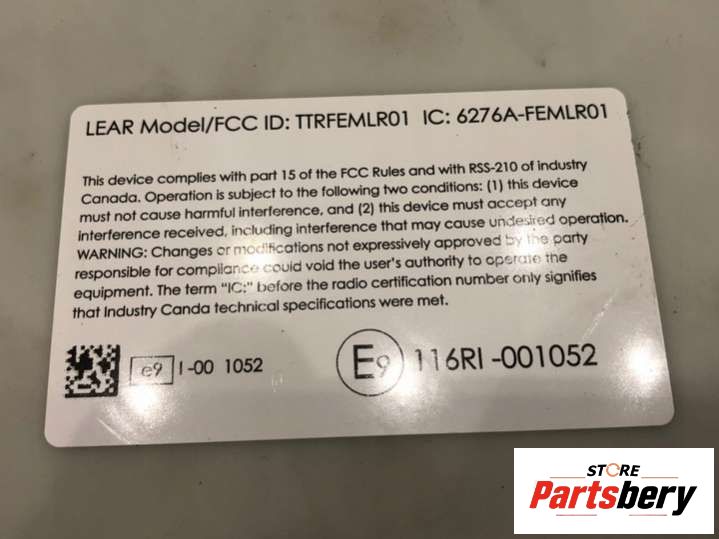 LEAR Model/FCC ID: TTRFEMLR01 IC: 6276A-FEMLR01
This device complies with part 15 of the FCC Rules and with RSS-210 of industry
Canada. Operation is subject to the following two conditions: (1) this device
must not cause harmful interference, and (2) this device must accept any
interference received, including interference that may cause undesired operation.
WARNING: Changes or modifications not expressively approved by the party
responsible for compliance could void the user's authority to operate the
equipment. The term "IC:" before the radio certification number only signifies
that Industry Canda technical specifications were met.
e9 I-00 1052
E9 116RI-001052
STORE
Partsbery